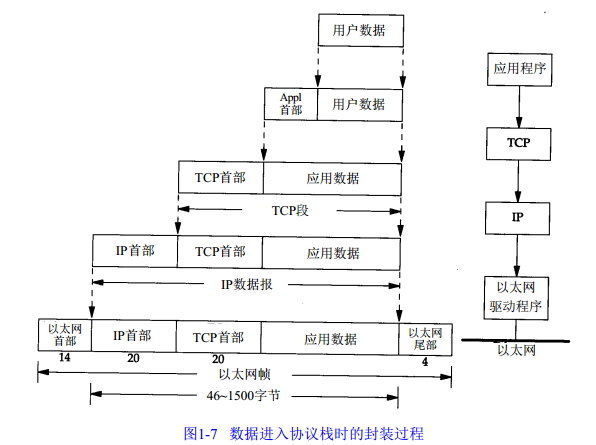 用户数据
应用程序
Appl
首部
用户数据
TCP
TCP首部
应用数据
TCP段
IP
IP首部
TCP首部
应用数据
IP数据报
以太网
驱动程序
以太网
首部
IP首部
TCP首部
应用数据
以太网
尾部
以太网
14
20
20
4
以太网帧
46~1500字节
图1-7 数据进入协议栈时的封装过程